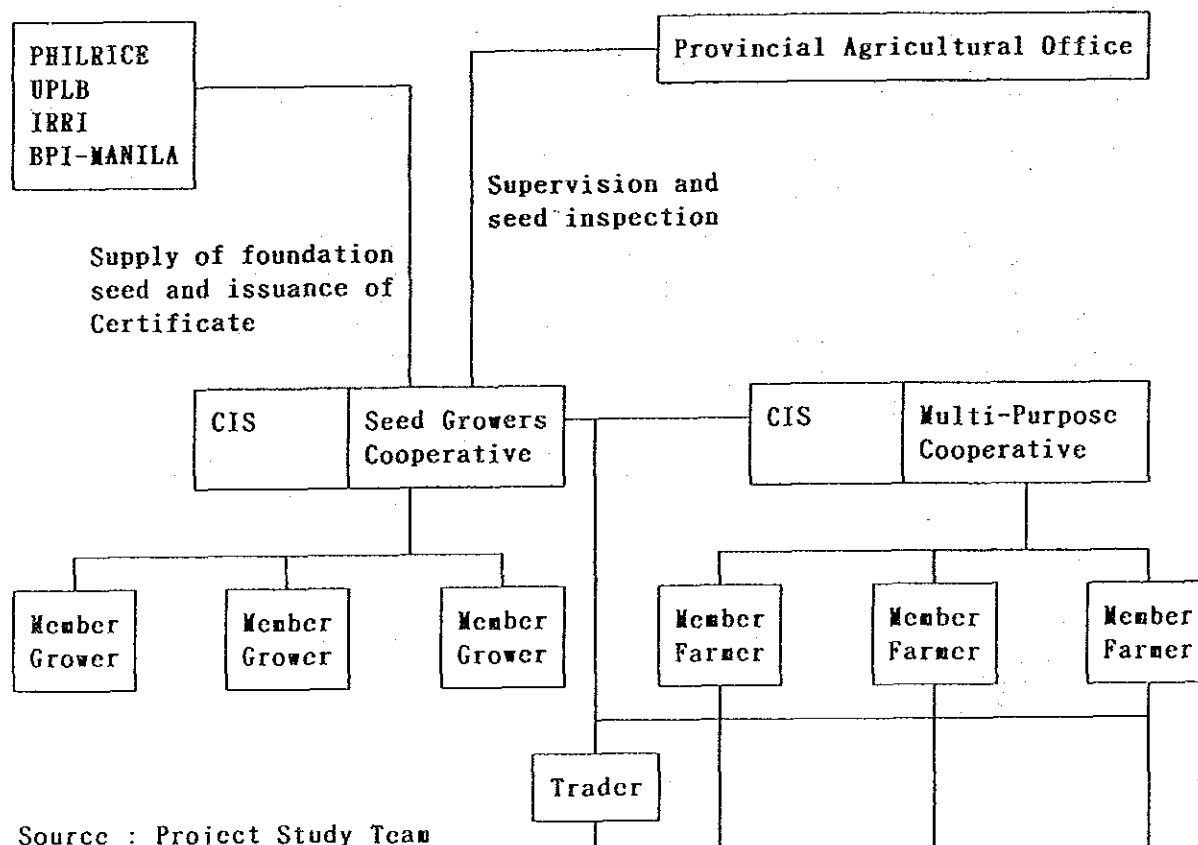 PHILRICE
UPLB
IRRI
BPI-MANILA
Provincial Agricultural Office
Supervision and
seed inspection
Supply of foundation
seed and issuance of
Certificate
CIS
Seed Growers
Cooperative
CIS
Multi-Purpose
Cooperative
Member
Grower
Member
Grower
Member
Grower
Member
Farmer
Member
Farmer
Member
Farmer
Trader
Source : Project Study Team